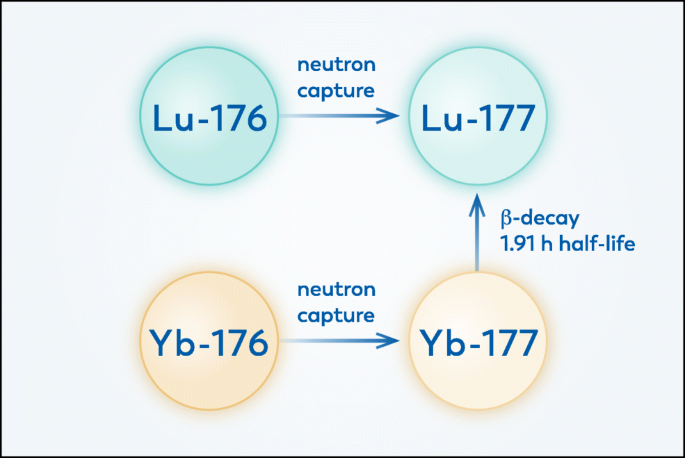 neutron
capture
Lu-176
Lu-177
β-decay
1.91 h half-life
neutron
capture
Yb-176
Yb-177